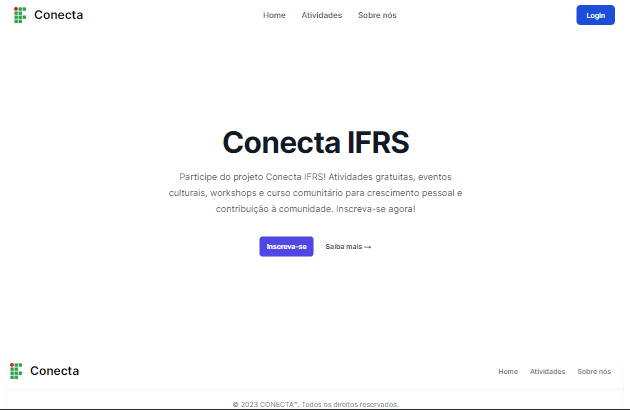 Conecta
Home Atividades Sobre nós
Login
Conecta IFRS
Participe do projeto Conecta IFRS! Atividades gratuitas, eventos
culturais, workshops e curso comunitário para crescimento pessoal e
contribuição à comunidade. Inscreva-se agora!
Inscreva-se
Saiba mais →
Conecta
Home Atividades Sobre nós
© 2023 CONECTA™. Todos os direitos reservados.